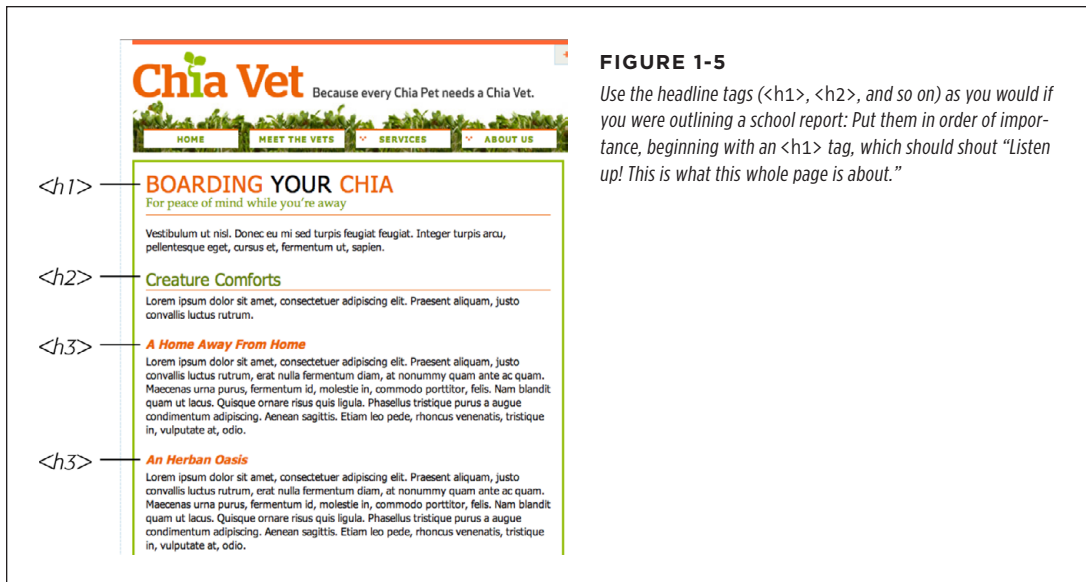 Chia Vet
Because every Chia Pet needs a Chia Vet.
HOME
MEET THE VETS
SERVICES
ABOUT US
<h1>
BOARDING YOUR CHIA
For peace of mind while you're away
Vestibulum ut nisl. Donec eu mi sed turpis feugiat feugiat. Integer turpis arcu,
pellentesque eget, cursus et, fermentum ut, sapien.
<h2>
Creature Comforts
Lorem ipsum dolor sit amet, consectetuer adipiscing elit. Praesent aliquam, justo
convallis luctus rutrum.
<h3>
A Home Away From Home
Lorem ipsum dolor sit amet, consectetuer adipiscing elit. Praesent aliquam, justo
convallis luctus rutrum, erat nulla fermentum diam, at nonummy quam ante ac quam.
Maecenas urna purus, fermentum id, molestie in, commodo porttitor, felis. Nam blandit
quam ut lacus. Quisque ornare risus quis ligula. Phasellus tristique purus a augue
condimentum adipiscing. Aenean sagittis. Etiam leo pede, rhoncus venenatis, tristique
in, vulputate at, odio.
<h3>
An Herban Oasis
Lorem ipsum dolor sit amet, consectetuer adipiscing elit. Praesent aliquam, justo
convallis luctus rutrum, erat nulla fermentum diam, at nonummy quam ante ac quam.
Maecenas urna purus, fermentum id, molestie in, commodo porttitor, felis. Nam blandit
quam ut lacus. Quisque ornare risus quis ligula. Phasellus tristique purus a augue
condimentum adipiscing. Aenean sagittis. Etiam leo pede, rhoncus venenatis, tristique
in, vulputate at, odio.
FIGURE 1-5
Use the headline tags (<h1>, <h2>, and so on) as you would if
you were outlining a school report: Put them in order of impor-
tance, beginning with an <h1> tag, which should shout “Listen
up! This is what this whole page is about.”